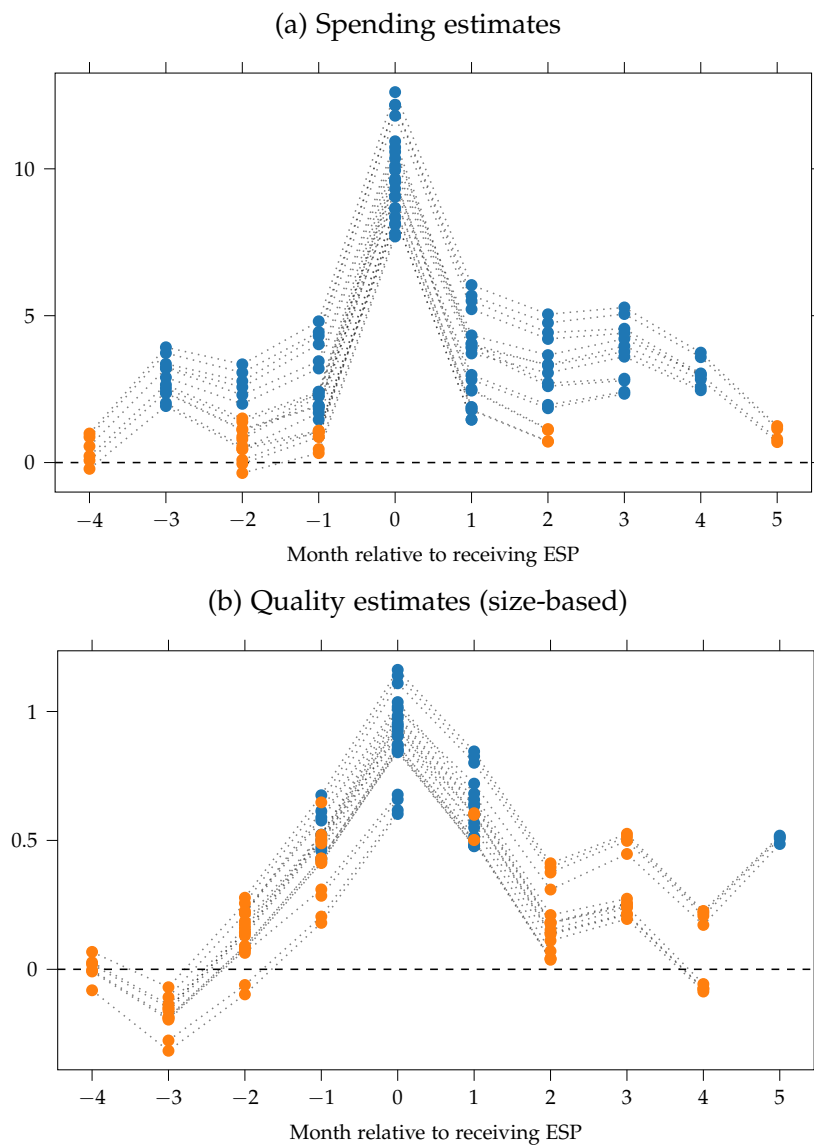 (a) Spending estimates
10
5
0
−4 −3 −2 −1 0 1 2 3 4 5
Month relative to receiving ESP
(b) Quality estimates (size-based)
1
0.5
0
−4 −3 −2 −1 0 1 2 3 4 5
Month relative to receiving ESP